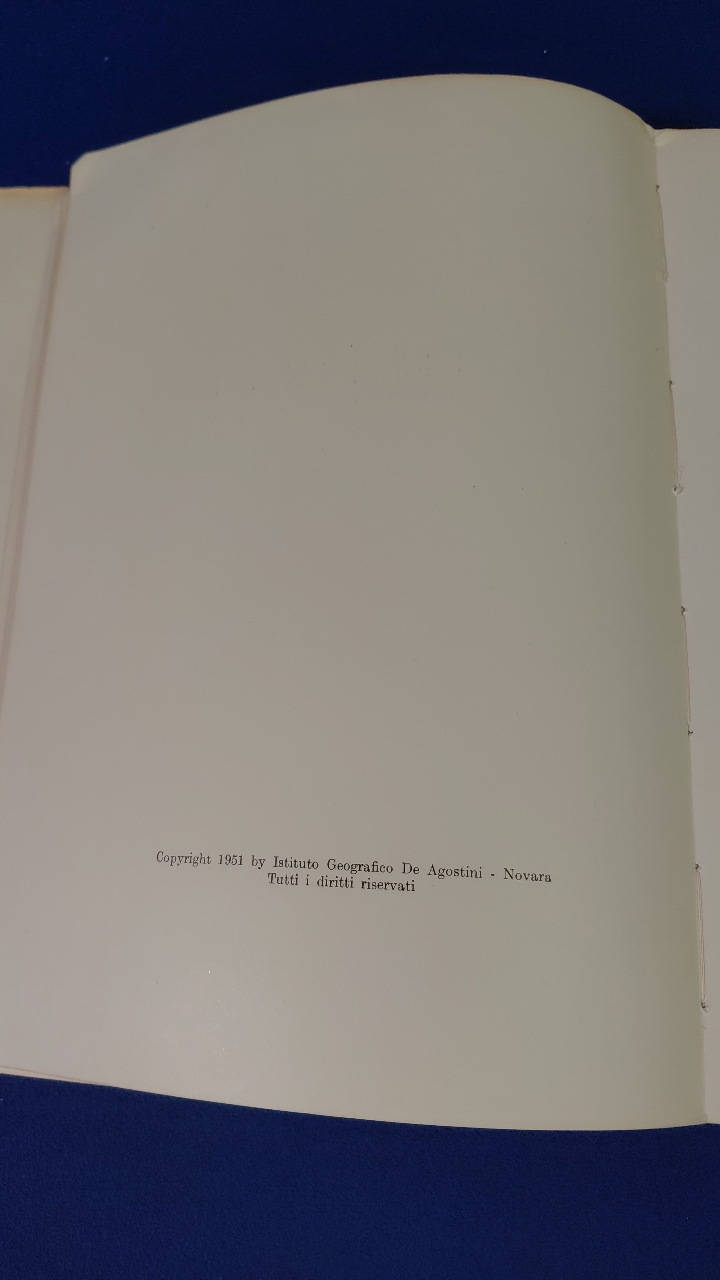 Copyright 1951 by Istituto Geografico De Agostini - Novara
Tutti i diritti riservati